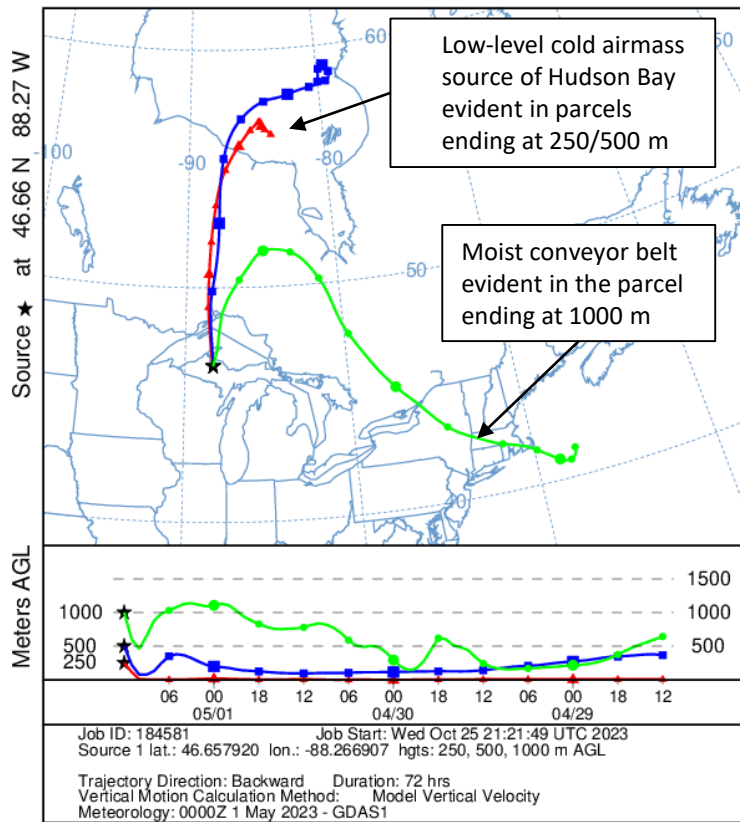 Source ★ at 46.66 N 88.27 W
60
50
Low-level cold airmass
source of Hudson Bay
evident in parcels
ending at 250/500 m
-100
-90
-80
50
Moist conveyor belt
evident in the parcel
ending at 1000 m
40
Meters AGL
1500
1000
1000
500
500
250
06 00 18 12 06 00 18 12 06 00 18 12
05/01 04/30 04/29
Job ID: 184581 Job Start: Wed Oct 25 21:21:49 UTC 2023
Source 1 lat.: 46.657920 lon.: -88.266907 hgts: 250, 500, 1000 m AGL
Trajectory Direction: Backward Duration: 72 hrs
Vertical Motion Calculation Method: Model Vertical Velocity
Meteorology: 0000Z 1 May 2023 - GDAS1